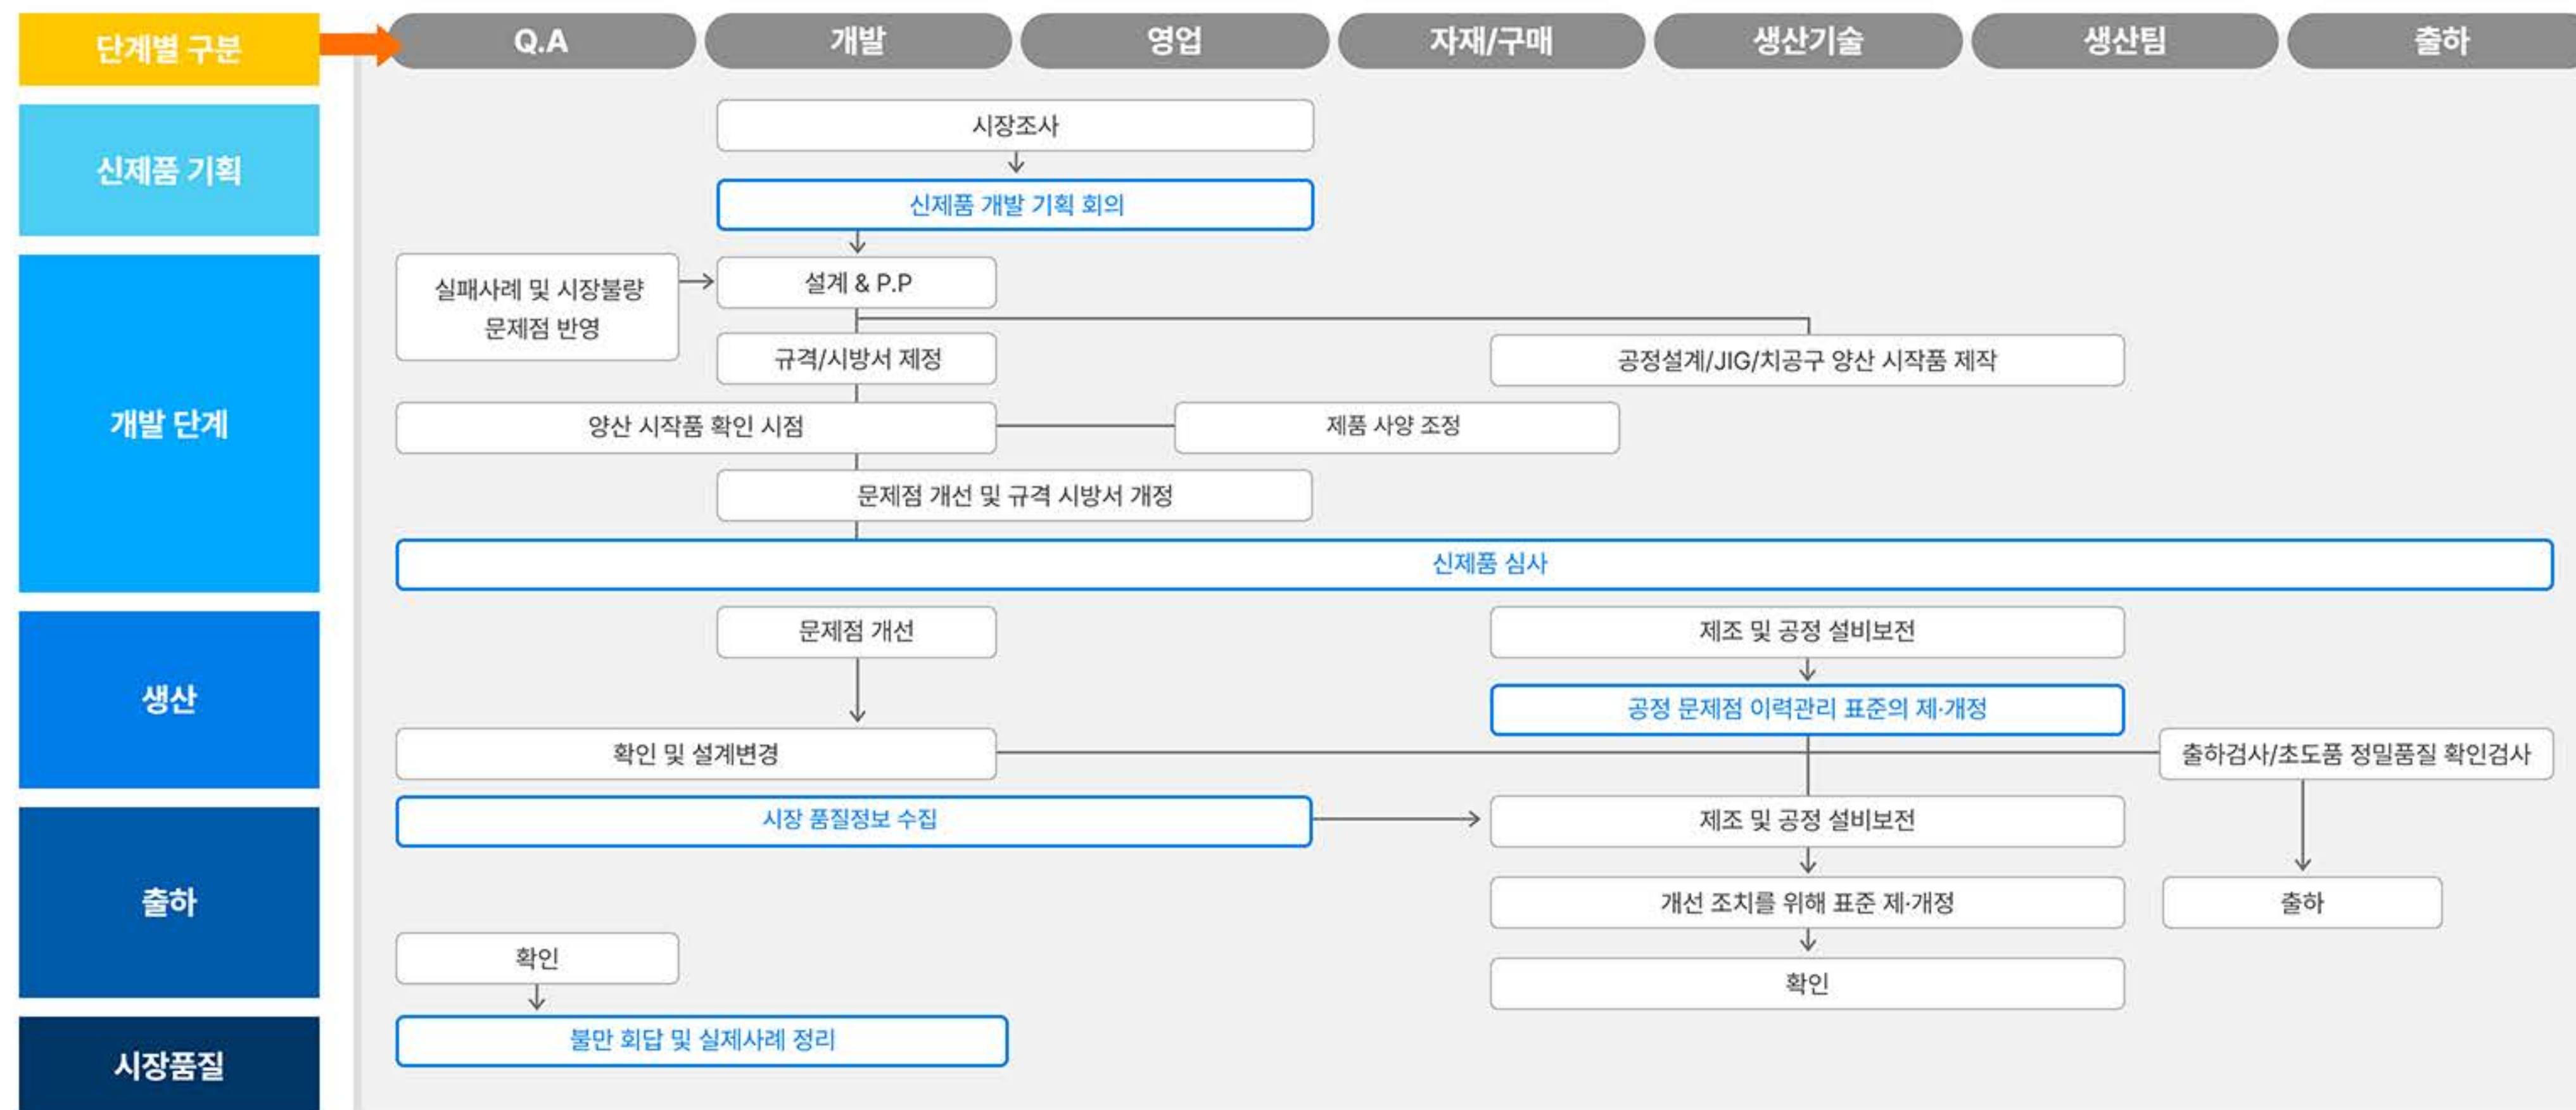 단계별 구분
Q.A
개발
영업
자재/구매
생산기술
생산팀
출하
신제품 기획
시장조사
신제품 개발 기획 회의
개발 단계
실패사례 및 시장불량
문제점 반영
설계 & P.P
규격/시방서 제정
공정설계/JIG/치공구 양산 시작품 제작
양산 시작품 확인 시점
제품 사양 조정
문제점 개선 및 규격 시방서 개정
신제품 심사
생산
문제점 개선
제조 및 공정 설비보전
공정 문제점 이력관리 표준의 제·개정
확인 및 설계변경
출하검사/초도품 정밀품질 확인검사
출하
시장 품질정보 수집
제조 및 공정 설비보전
개선 조치를 위해 표준 제·개정
출하
확인
확인
시장품질
불만 회답 및 실제사례 정리